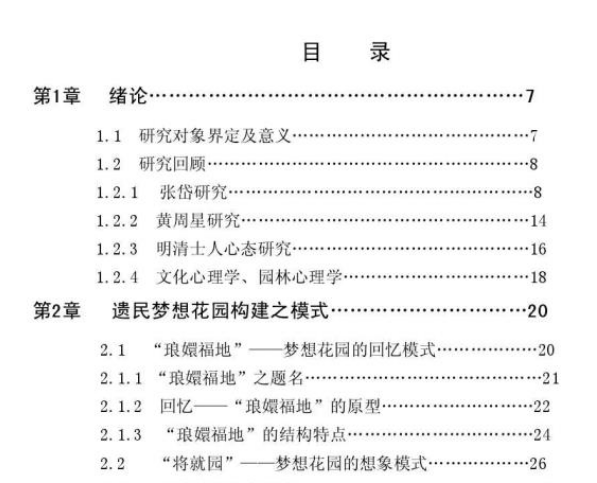 目 录
第1章 绪论……………………………………………7
1.1 研究对象界定及意义……………………………7
1.2 研究回顾…………………………………………8
1.2.1 张岱研究………………………………………8
1.2.2 黄周星研究……………………………………14
1.2.3 明清士人心态研究……………………………16
1.2.4 文化心理学、园林心理学……………………18
第2章 遗民梦想花园构建之模式……………………20
2.1 “琅嬛福地”——梦想花园的回忆模式…………20
2.1.1 “琅嬛福地”之题名……………………………21
2.1.2 回忆——“琅嬛福地”的原型…………………22
2.1.3 “琅嬛福地”的结构特点………………………24
2.2 “将就园”——梦想花园的想象模式……………26